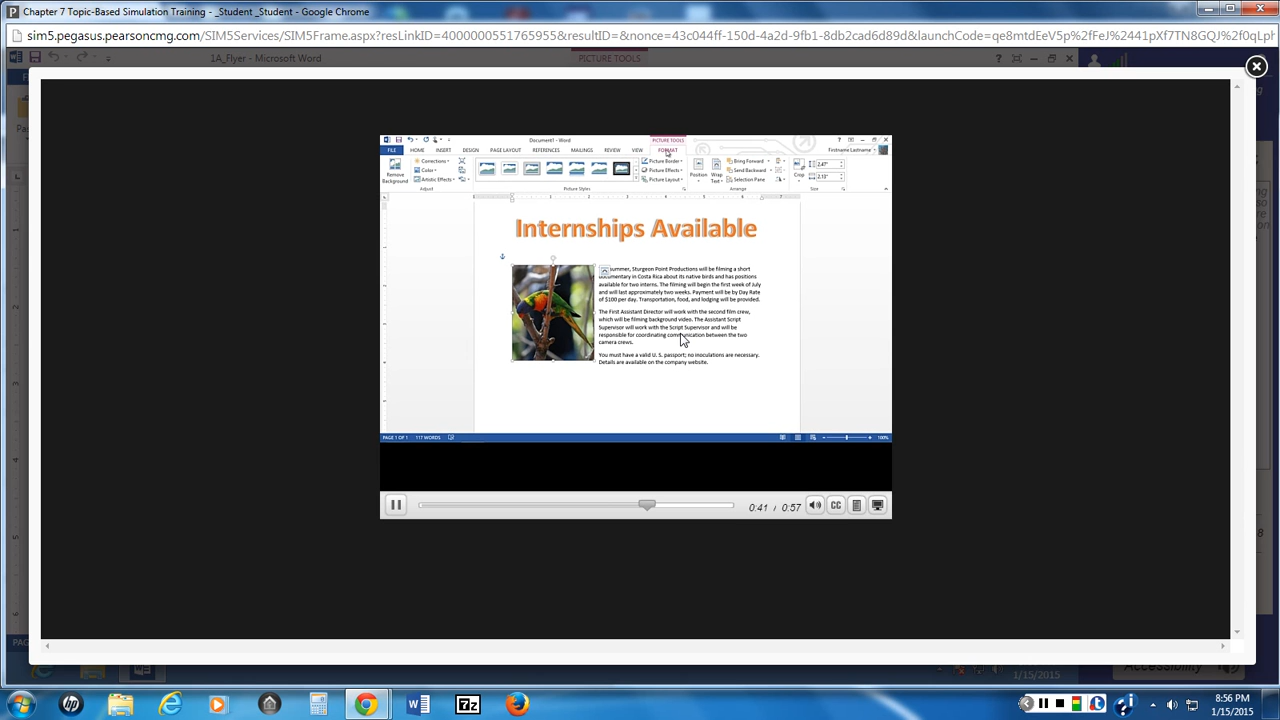 Chapter 7 Topic-Based Simulation Training - _Student _Student - Google Chrome
sim5.pegasus.pearsoncmg.com/SIM5Services/SIM5Frame.aspx?resLinkID=4000000551765955&resultID=&nonce=43c044ff-150d-4a2d-9fb1-8db2cad6d89d&launchCode=qe8mtdEeV5p%2fFeJ%2441pXf7TN8GQJ%2f0qLph
1A_Flyer - Microsoft Word
PICTURE TOOLS
Document1 - Word
PICTURE TOOLS
FILE HOME INSERT DESIGN PAGE LAYOUT REFERENCES MAILINGS REVIEW VIEW FORMAT
Firstname Lastname
Remove Background
Corrections
Color
Artistic Effects
Picture Border
Picture Effects
Picture Layout
Position
Wrap Text
Bring Forward
Send Backward
Selection Pane
Crop
2.47"
2.10"
Adjust
Picture Styles
Arrange
Size
Internships Available
summer, Sturgeon Point Productions will be filming a short
documentary in Costa Rica about its native birds and has positions
available for two interns. The filming will begin the first week of July
and will last approximately two weeks. Payment will be by Day Rate
of $100 per day. Transportation, food, and lodging will be provided.
The First Assistant Director will work with the second film crew,
which will be filming background video. The Assistant Script
Supervisor will work with the Script Supervisor and will be
responsible for coordinating communication between the two
camera crews.
You must have a valid U. S. passport; no inoculations are necessary.
Details are available on the company website.
PAGE 1 OF 1 117 WORDS
100%
0:41 / 0:57
CC
1/15/2015
Accessibility
8:56 PM
1/15/2015